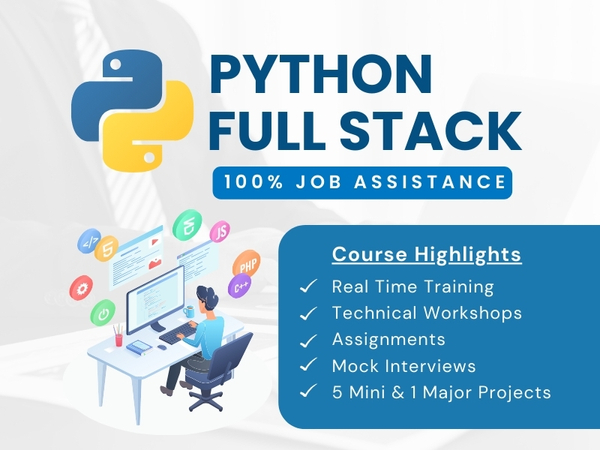 PYTHON
FULL STACK
100% JOB ASSISTANCE
</>
5
JS
PHP
C++
Course Highlights
Real Time Training
Technical Workshops
Assignments
Mock Interviews
5 Mini & 1 Major Projects